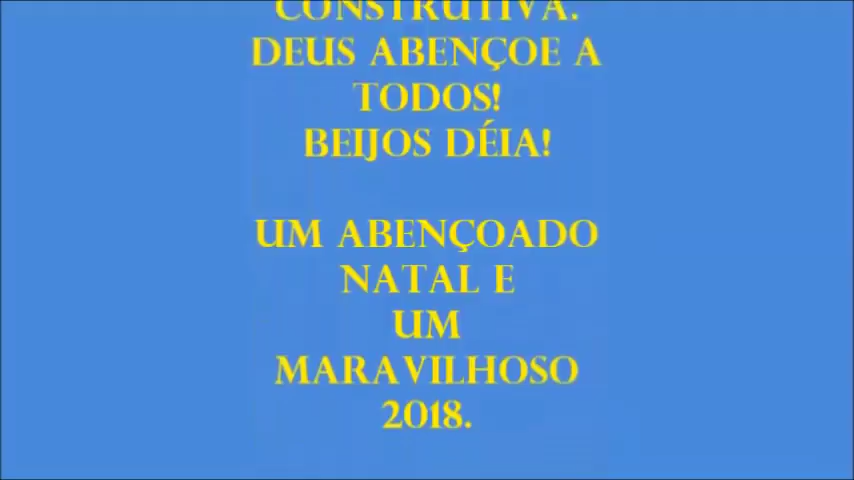 CONSTRUTIVA.
DEUS ABENÇOE A
TODOS!
BEIJOS DÉIA!
UM ABENÇOADO
NATAL E
UM
MARAVILHOSO
2018.